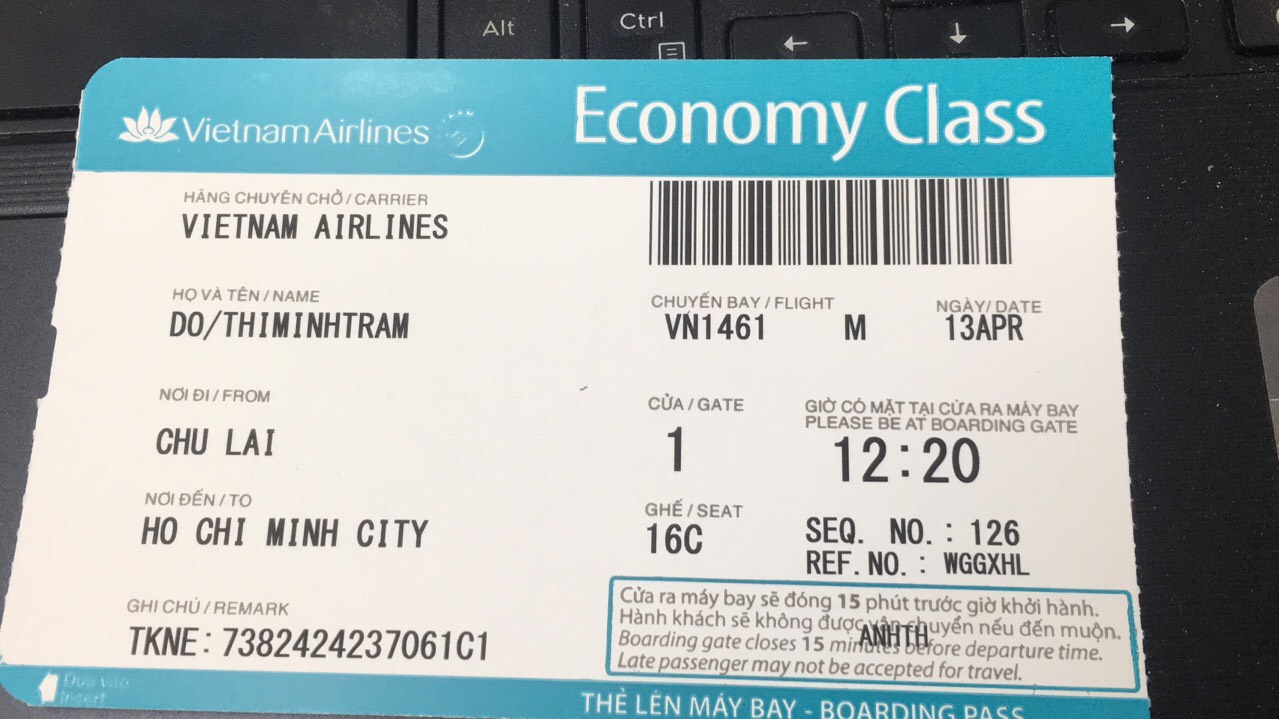 Alt
Ctrl
Vietnam Airlines
Economy Class
HÃNG CHUYÊN CHỞ / CARRIER
VIETNAM AIRLINES
HỌ VÀ TÊN / NAME
DO/THIMINHTRAM
CHUYẾN BAY / FLIGHT
VN1461 M
NGÀY/ DATE
13APR
NƠI ĐI / FROM
CHU LAI
CỬA / GATE
1
GIỜ CÓ MẶT TẠI CỬA RA MÁY BAY
PLEASE BE AT BOARDING GATE
12:20
NƠI ĐẾN / TO
HO CHI MINH CITY
GHẾ / SEAT
16C
SEQ. NO. : 126
REF. NO. : WGGXHL
GHI CHÚ / REMARK
TKNE: 7382424237061C1
Cửa ra máy bay sẽ đóng 15 phút trước giờ khởi hành.
Hành khách sẽ không được vận chuyển nếu đến muộn.
ANHTH
Boarding gate closes 15 minutes before departure time.
Late passenger may not be accepted for travel.
Đưa vào
Insert
THẺ LÊN MÁY BAY - BOARDING PASS